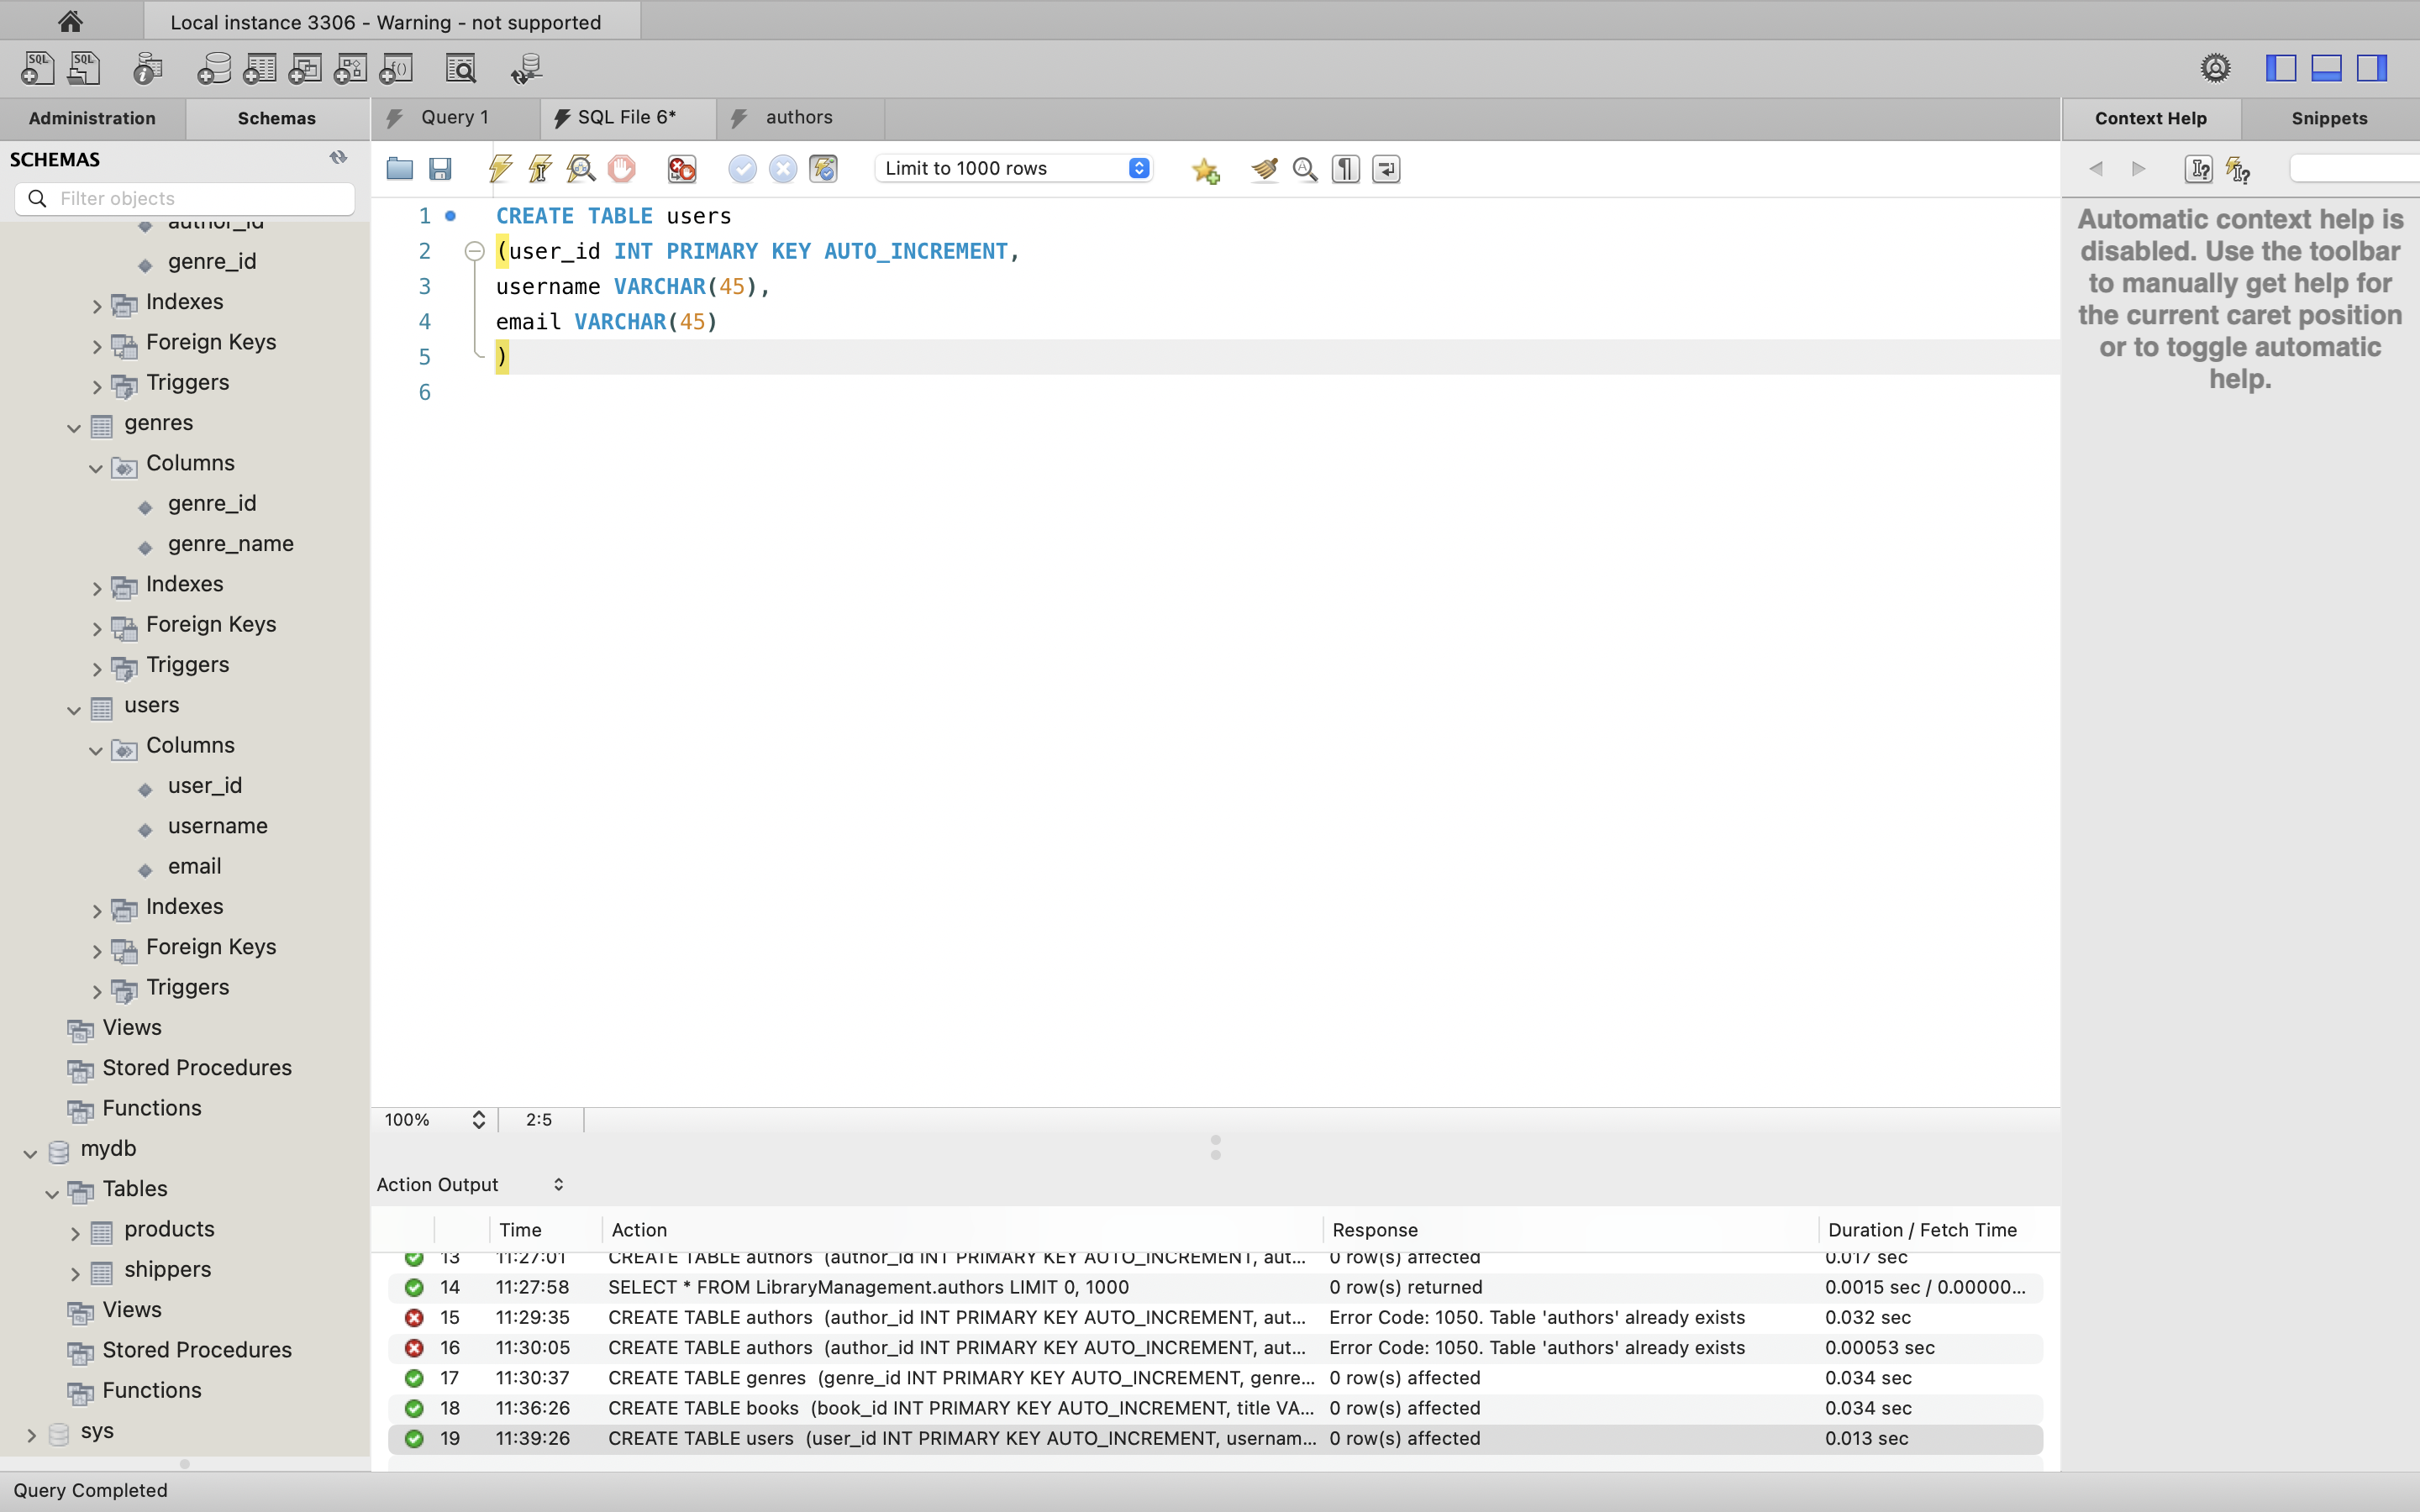 Local instance 3306 - Warning - not supported
Administration
Schemas
SCHEMAS
Filter objects
author_id
genre_id
Indexes
Foreign Keys
Triggers
genres
Columns
genre_id
genre_name
Indexes
Foreign Keys
Triggers
users
Columns
user_id
username
email
Indexes
Foreign Keys
Triggers
Views
Stored Procedures
Functions
mydb
Tables
products
shippers
Views
Stored Procedures
Functions
sys
Query 1
SQL File 6*
authors
Limit to 1000 rows
1 CREATE TABLE users
2 (user_id INT PRIMARY KEY AUTO_INCREMENT,
3 username VARCHAR(45),
4 email VARCHAR(45)
5 )
6
100%
2:5
Action Output
Time Action Response Duration / Fetch Time
13 11:27:01 CREATE TABLE authors (author_id INT PRIMARY KEY AUTO_INCREMENT, aut... 0 row(s) affected 0.017 sec
14 11:27:58 SELECT * FROM LibraryManagement.authors LIMIT 0, 1000 0 row(s) returned 0.0015 sec / 0.00000...
15 11:29:35 CREATE TABLE authors (author_id INT PRIMARY KEY AUTO_INCREMENT, aut... Error Code: 1050. Table 'authors' already exists 0.032 sec
16 11:30:05 CREATE TABLE authors (author_id INT PRIMARY KEY AUTO_INCREMENT, aut... Error Code: 1050. Table 'authors' already exists 0.00053 sec
17 11:30:37 CREATE TABLE genres (genre_id INT PRIMARY KEY AUTO_INCREMENT, genre... 0 row(s) affected 0.034 sec
18 11:36:26 CREATE TABLE books (book_id INT PRIMARY KEY AUTO_INCREMENT, title VA... 0 row(s) affected 0.034 sec
19 11:39:26 CREATE TABLE users (user_id INT PRIMARY KEY AUTO_INCREMENT, usernam... 0 row(s) affected 0.013 sec
Context Help
Snippets
Automatic context help is
disabled. Use the toolbar
to manually get help for
the current caret position
or to toggle automatic
help.
Query Completed